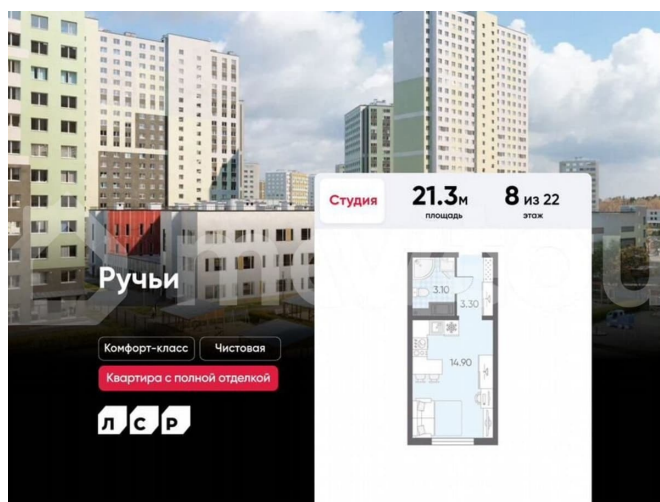 Студия
21.3м
площадь
8 из 22
этаж
Ручьи
3.10
3.30
14.90
Комфорт-класс
Чистовая
Квартира с полной отделкой
ЛСР